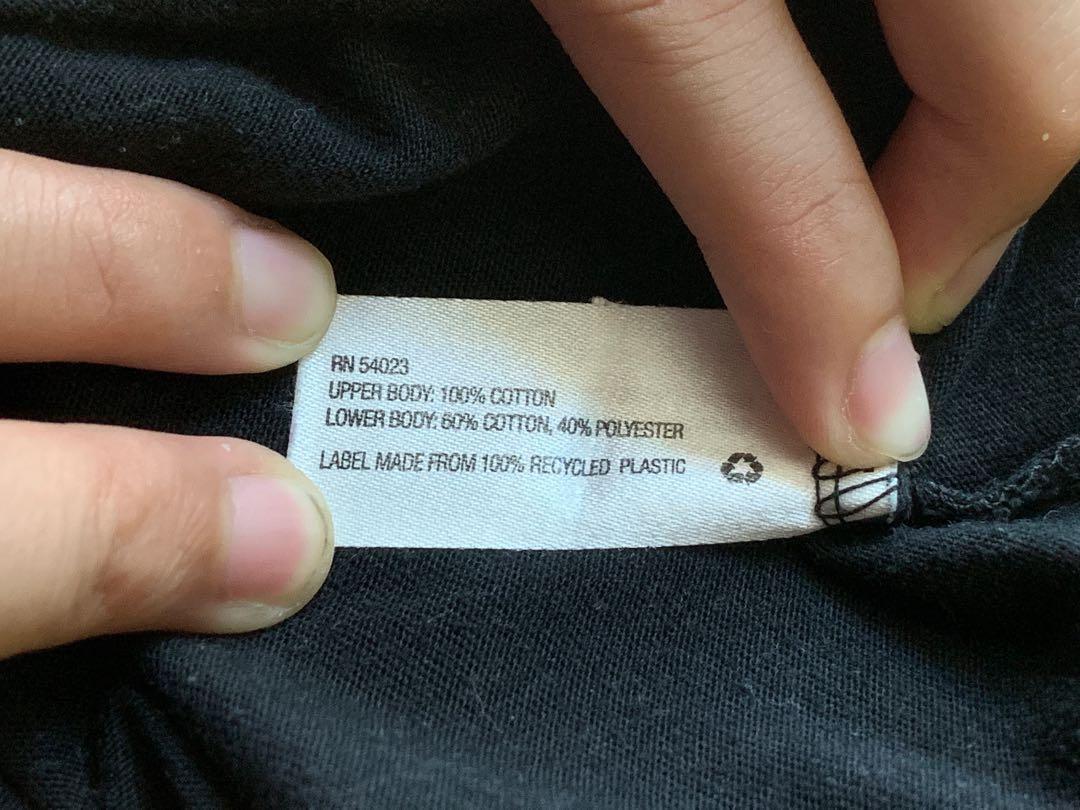 RN 54023
UPPER BODY: 100% COTTON
LOWER BODY: 60% COTTON, 40% POLYESTER
LABEL MADE FROM 100% RECYCLED PLASTIC